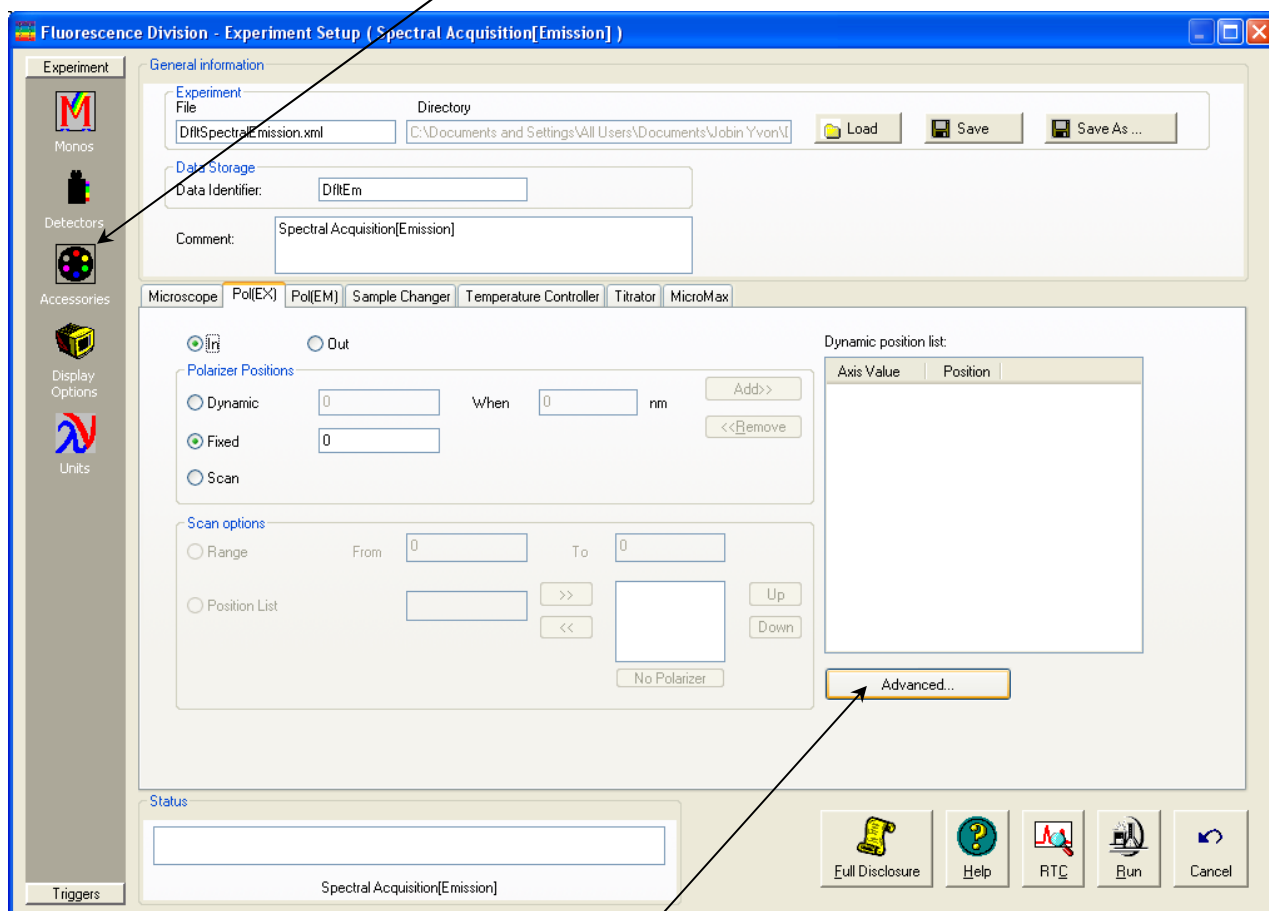 Fluorescence Division - Experiment Setup ( Spectral Acquisition[Emission] )
Experiment
Monos
Detectors
Accessories
Display
Options
Units
Triggers
General information
Experiment
File
Directory
DfltSpectralEmission.xml
C:\Documents and Settings\All Users\Documents\Jobin Yvon\
Load
Save
Save As ...
Data Storage
Data Identifier:
DfltEm
Comment:
Spectral Acquisition[Emission]
Microscope
Pol(EX)
Pol(EM)
Sample Changer
Temperature Controller
Titrator
MicroMax
In
Out
Polarizer Positions
Dynamic
0
When
0
nm
Add>>
Fixed
0
<<Remove
Scan
Scan options
Range
From
0
To
0
Position List
>>
<<
Up
Down
No Polarizer
Dynamic position list:
Axis Value
Position
Advanced...
Status
Spectral Acquisition[Emission]
Full Disclosure
Help
RTC
Run
Cancel